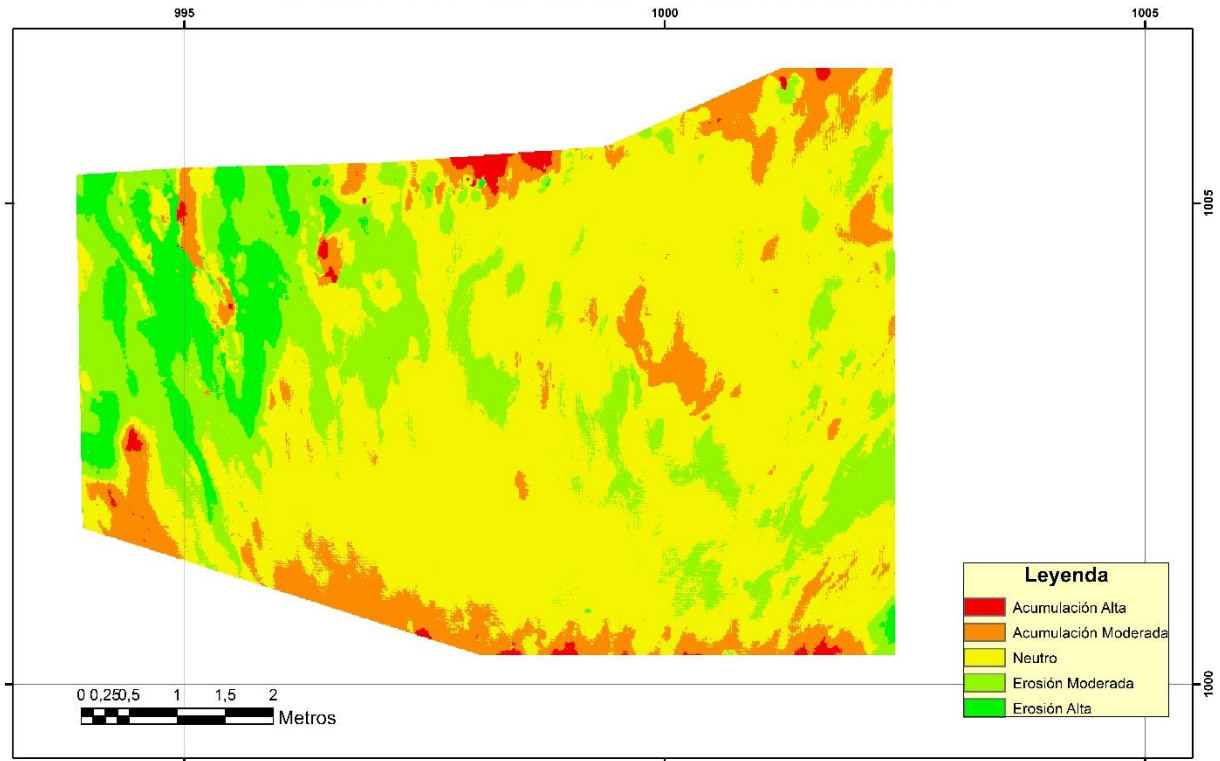 995 1000 1005
1005
Leyenda
Acumulación Alta
Acumulación Moderada
Neutro
Erosión Moderada
Erosión Alta
1000
0 0,25 0,5 1 1,5 2
Metros